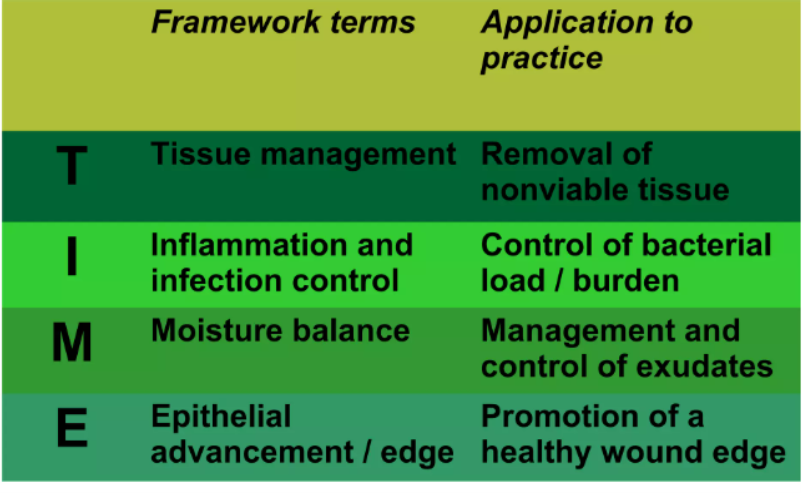 Framework terms
Application to
practice
T
Tissue management
Removal of
nonviable tissue
I
Inflammation and
infection control
Control of bacterial
load / burden
M
Moisture balance
Management and
control of exudates
E
Epithelial
advancement / edge
Promotion of a
healthy wound edge